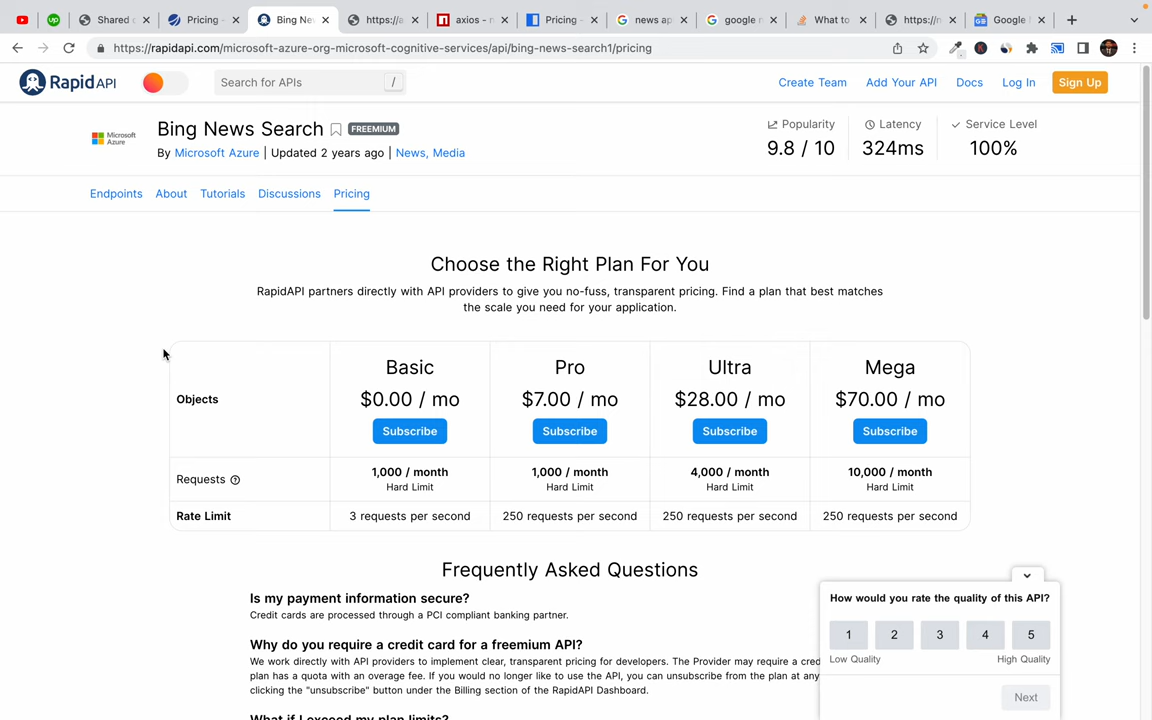 Shared c
Pricing -
Bing Ne
https://a
axios - n
Pricing -
news ap
google n
What to
https://n
Google
https://rapidapi.com/microsoft-azure-org-microsoft-cognitive-services/api/bing-news-search1/pricing
Rapid API
Search for APIs
/
Create Team
Add Your API
Docs
Log In
Sign Up
Microsoft
Azure
Bing News Search
FREEMIUM
By Microsoft Azure | Updated 2 years ago | News, Media
Popularity
9.8 / 10
Latency
324ms
Service Level
100%
Endpoints
About
Tutorials
Discussions
Pricing
Choose the Right Plan For You
RapidAPI partners directly with API providers to give you no-fuss, transparent pricing. Find a plan that best matches
the scale you need for your application.
Objects
Basic
$0.00 / mo
Subscribe
Pro
$7.00 / mo
Subscribe
Ultra
$28.00 / mo
Subscribe
Mega
$70.00 / mo
Subscribe
Requests
1,000 / month
Hard Limit
1,000 / month
Hard Limit
4,000 / month
Hard Limit
10,000 / month
Hard Limit
Rate Limit
3 requests per second
250 requests per second
250 requests per second
250 requests per second
Frequently Asked Questions
Is my payment information secure?
Credit cards are processed through a PCI compliant banking partner.
Why do you require a credit card for a freemium API?
We work directly with API providers to implement clear, transparent pricing for developers. The Provider may require a cred
plan has a quota with an overage fee. If you would no longer like to use the API, you can unsubscribe from the plan at any
clicking the "unsubscribe" button under the Billing section of the RapidAPI Dashboard.
What if I exceed my plan limits?
How would you rate the quality of this API?
1
2
3
4
5
Low Quality
High Quality
Next